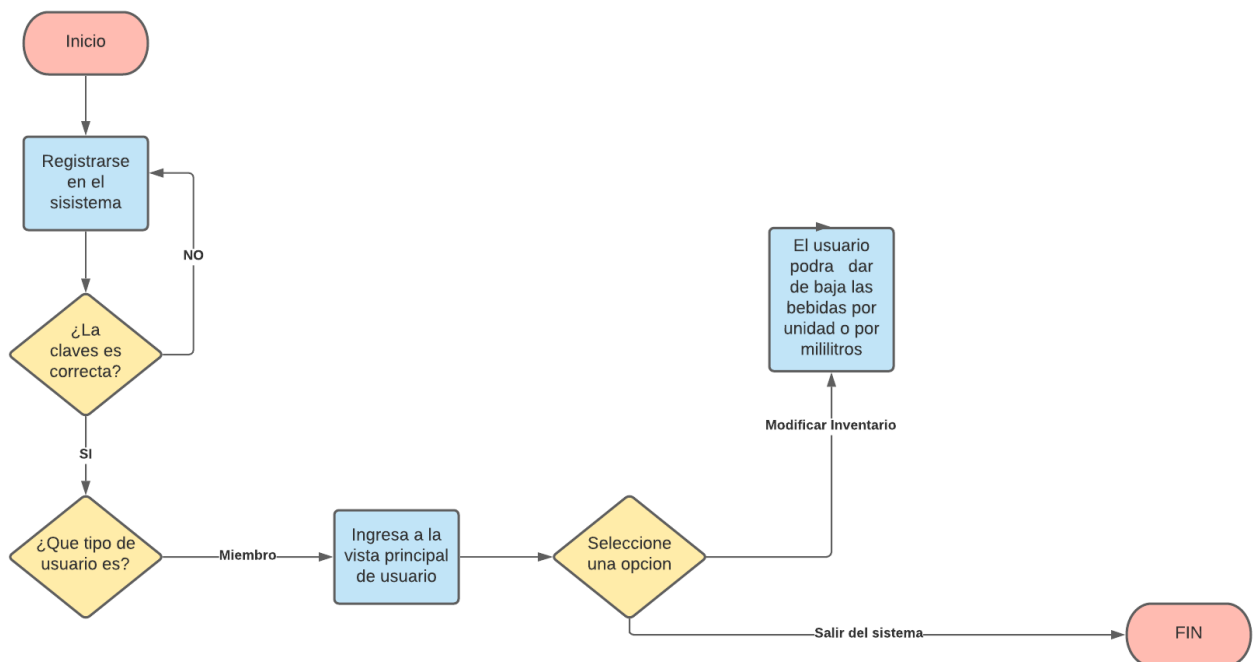 Inicio
Registrarse
en el
sisistema
NO
¿La
claves es
correcta?
SI
¿Que tipo de
usuario es?
Miembro
Ingresa a la
vista principal
de usuario
Seleccione
una opcion
Modificar Inventario
El usuario
podra dar
de baja las
bebidas por
unidad o por
mililitros
Salir del sistema
FIN